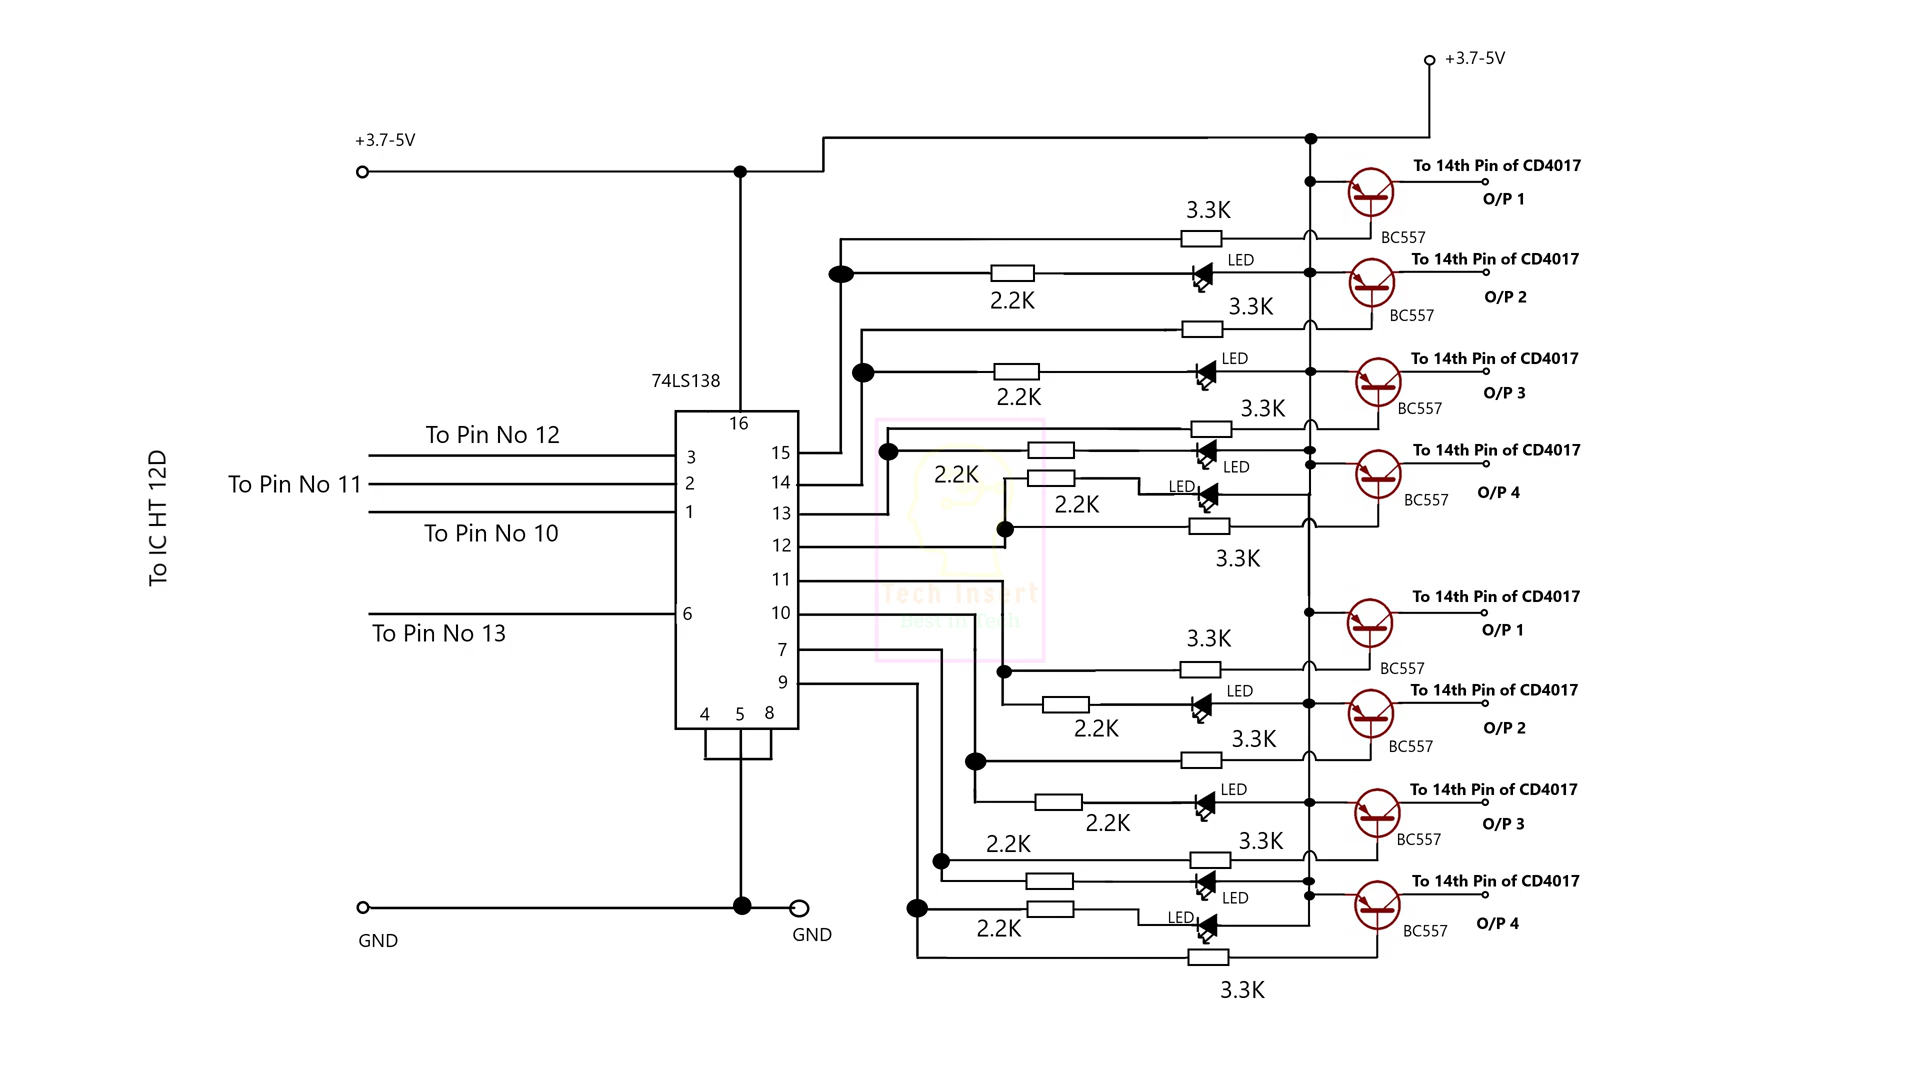 +3.7-5V
+3.7-5V
To 14th Pin of CD4017
O/P 1
3.3K
BC557
LED
To 14th Pin of CD4017
2.2K
O/P 2
3.3K
BC557
LED
To 14th Pin of CD4017
2.2K
O/P 3
3.3K
BC557
74LS138
16
To Pin No 12
3
15
To 14th Pin of CD4017
2.2K
LED
To Pin No 11
2
14
LED
O/P 4
2.2K
BC557
1
13
To Pin No 10
12
3.3K
To IC HT 12D
11
Tech Insert
Best in Tech
To 14th Pin of CD4017
6
10
O/P 1
To Pin No 13
3.3K
7
BC557
9
LED
To 14th Pin of CD4017
4
5
8
2.2K
O/P 2
3.3K
BC557
LED
To 14th Pin of CD4017
2.2K
O/P 3
2.2K
3.3K
BC557
To 14th Pin of CD4017
LED
LED
2.2K
O/P 4
BC557
GND
GND
3.3K